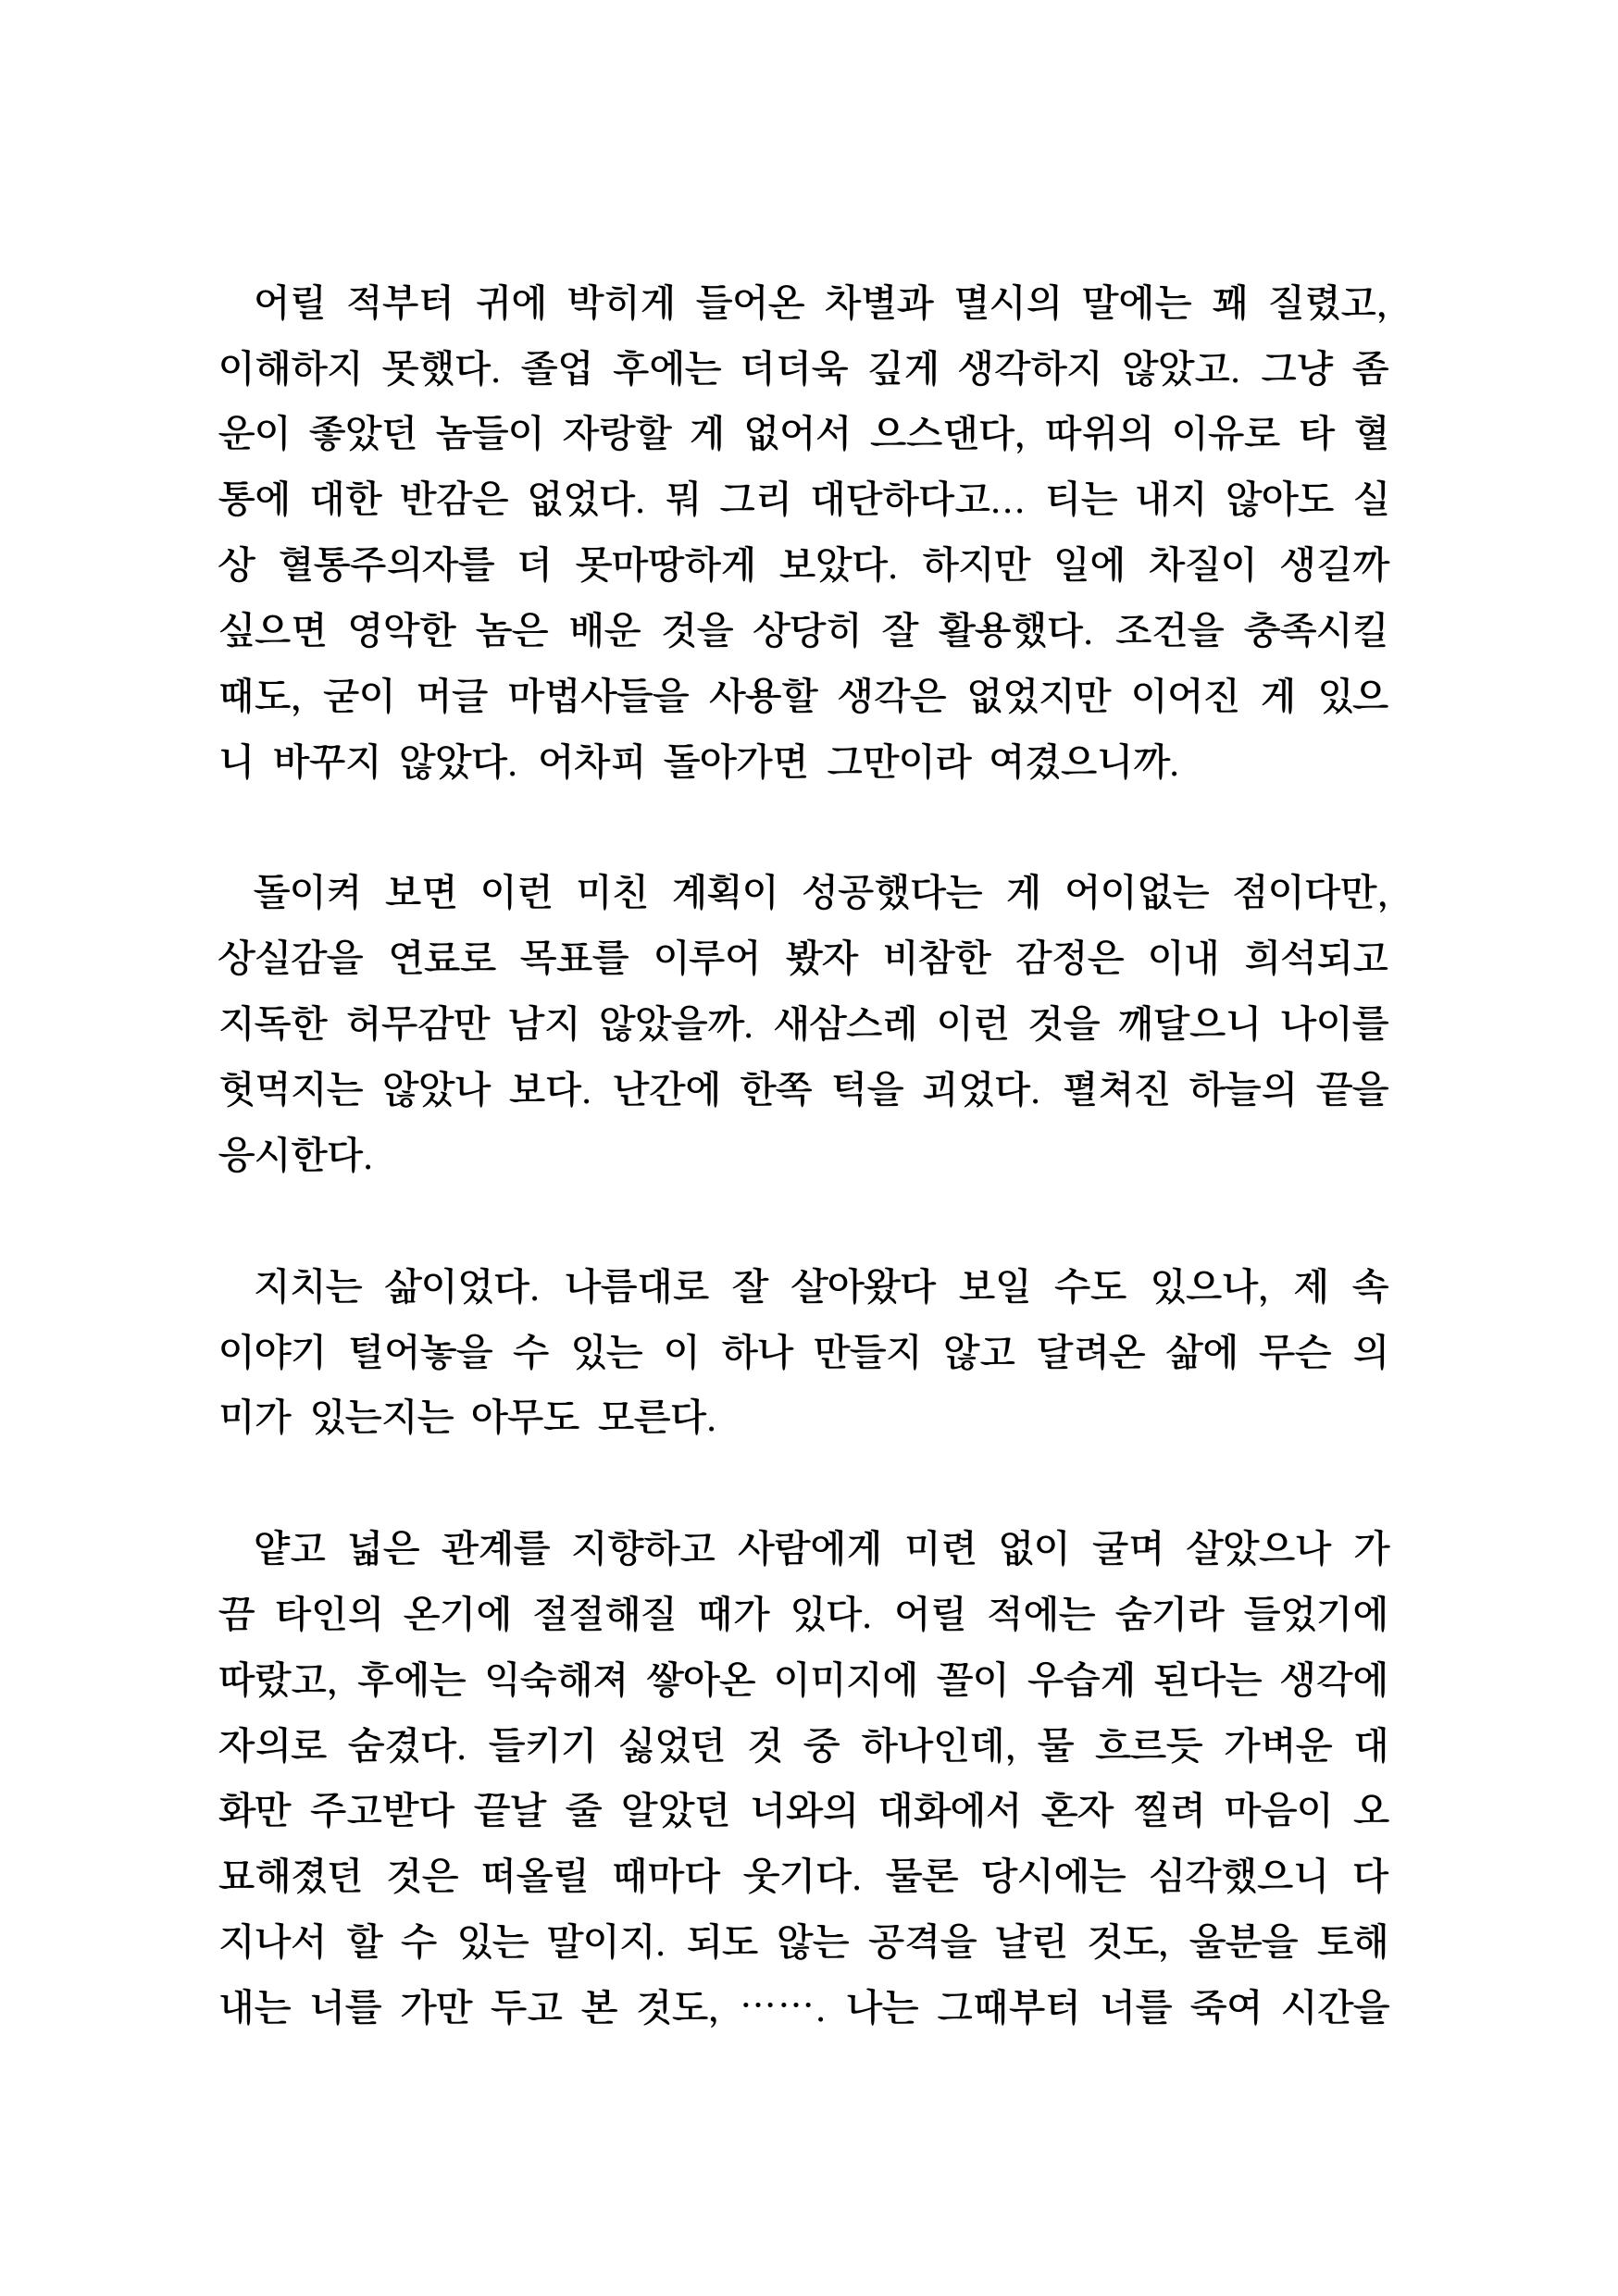 어릴 적부터 귀에 박히게 들어온 차별과 멸시의 말에는 꽤 질렸고,
이해하지 못했다. 졸업 후에는 더더욱 깊게 생각하지 않았고. 그냥 좀
운이 좋았던 놈들이 자랑할 게 없어서 으스댄다, 따위의 이유로 타 혈
통에 대한 반감은 없었다. 뭐 그리 대단하다고... 티는 내지 않아도 실
상 혈통주의자를 더 못마땅하게 보았다. 하지만 일에 차질이 생길까
싶으면 영악한 놈은 배운 것을 상당히 잘 활용했다. 조건을 충족시킬
때도, 굳이 머글 마법사들을 사용할 생각은 없었지만 이어진 게 있으
니 바꾸지 않았다. 어차피 돌아가면 그만이라 여겼으니까.
돌이켜 보면 이런 미친 계획이 성공했다는 게 어이없는 점이다만,
상실감을 연료로 목표를 이루어 봤자 비참한 감정은 이내 희석되고
지독한 허무감만 남지 않았을까. 새삼스레 이런 것을 깨달으니 나이를
헛먹지는 않았나 보다. 난간에 한쪽 턱을 괴었다. 펼쳐진 하늘의 끝을
응시한다.
지치는 삶이었다. 나름대로 잘 살아왔다 보일 수도 있으나, 제 속
이야기 털어놓을 수 있는 이 하나 만들지 않고 달려온 삶에 무슨 의
미가 있는지는 아무도 모른다.
얕고 넓은 관계를 지향하고 사람에게 미련 없이 굴며 살았으나 가
끔 타인의 온기에 절절해질 때가 있다. 어릴 적에는 숨기라 들었기에
따랐고, 후에는 익숙해져 쌓아온 이미지에 꼴이 우습게 된다는 생각에
자의로 숨겼다. 들키기 싫었던 것 중 하나인데, 물 흐르듯 가벼운 대
화만 주고받다 끝날 줄 알았던 너와의 대화에서 혼자 찔려 마음이 오
묘해졌던 것은 떠올릴 때마다 웃기다. 물론 당시에는 심각했으니 다
지나서 할 수 있는 말이지. 되도 않는 공격을 날린 것도, 울분을 토해
내는 너를 가만 두고 본 것도, ……. 나는 그때부터 너를 죽여 시간을